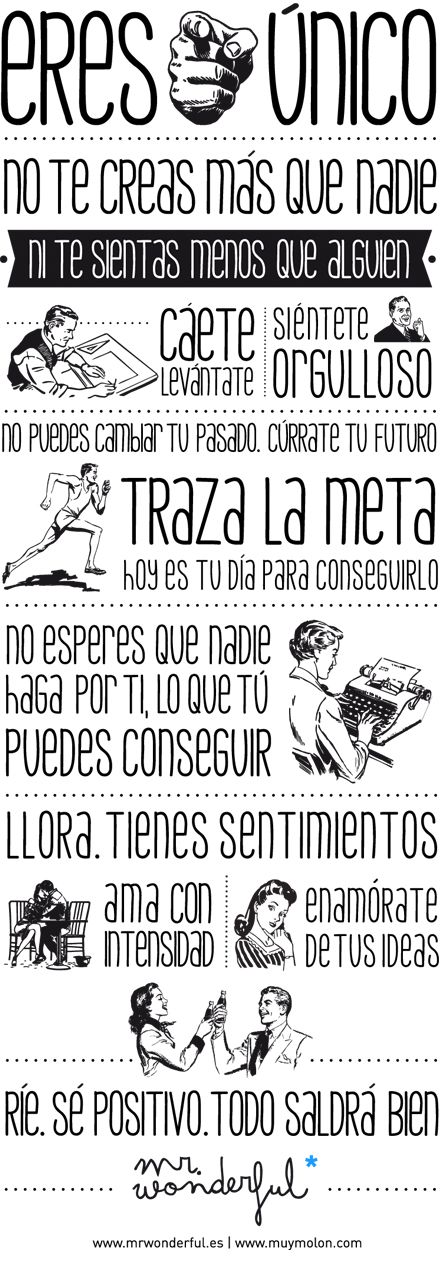 ERES ÚNICO
NO TE CREAS MÁS QUE NADIE
NI TE SIENTAS MENOS QUE ALGUIEN
CÁETE
LEVÁNTATE
SIÉNTETE
ORGULLOSO
NO PUEDES CAMBIAR TU PASADO. CÚRRATE TU FUTURO
TRAZA LA META
HOY ES TU DÍA PARA CONSEGUIRLO
NO ESPERES QUE NADIE
HAGA POR TI, LO QUE TÚ
PUEDES CONSEGUIR
LLORA. TIENES SENTIMIENTOS
AMA CON
INTENSIDAD
ENAMÓRATE
DE TUS IDEAS
RÍE. SÉ POSITIVO. TODO SALDRÁ BIEN
mr.
wonderful*
www.mrwonderful.es | www.muymolon.com